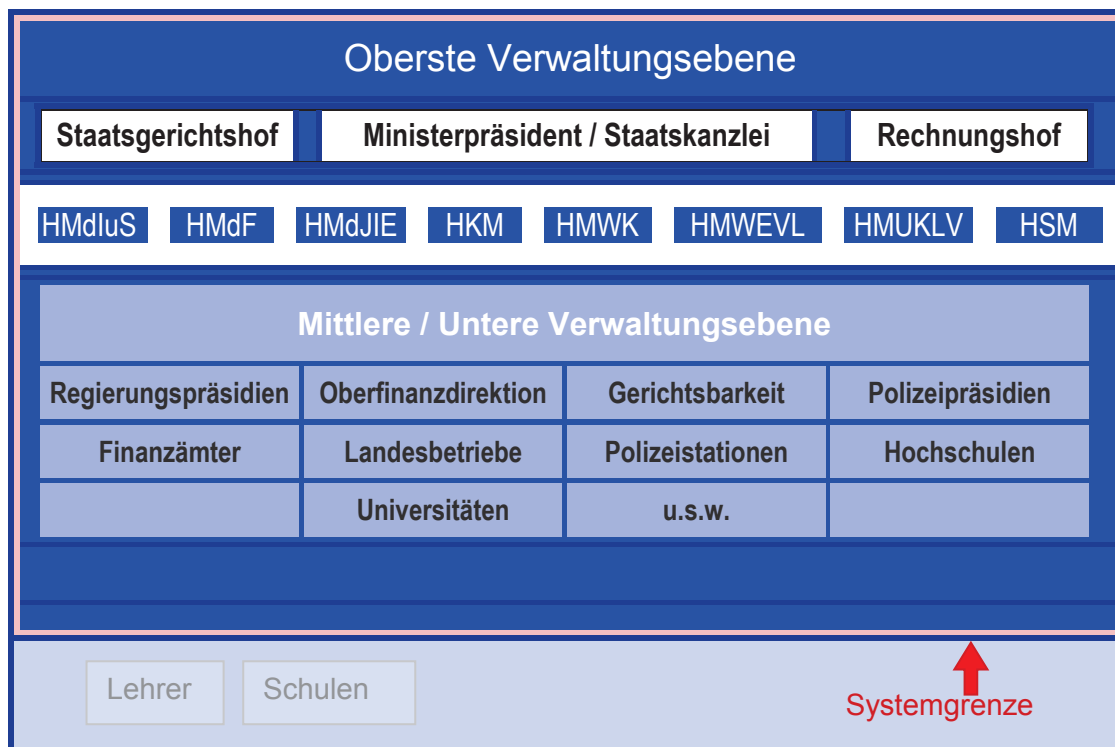 Oberste Verwaltungsebene
Staatsgerichtshof Ministerpräsident / Staatskanzlei Rechnungshof
HMdIuS HMdF HMdJIE HKM HMWK HMWEVL HMUKLV HSM
Mittlere / Untere Verwaltungsebene
Regierungspräsidien Oberfinanzdirektion Gerichtsbarkeit Polizeipräsidien
Finanzämter Landesbetriebe Polizeistationen Hochschulen
Universitäten u.s.w.
Lehrer Schulen
Systemgrenze